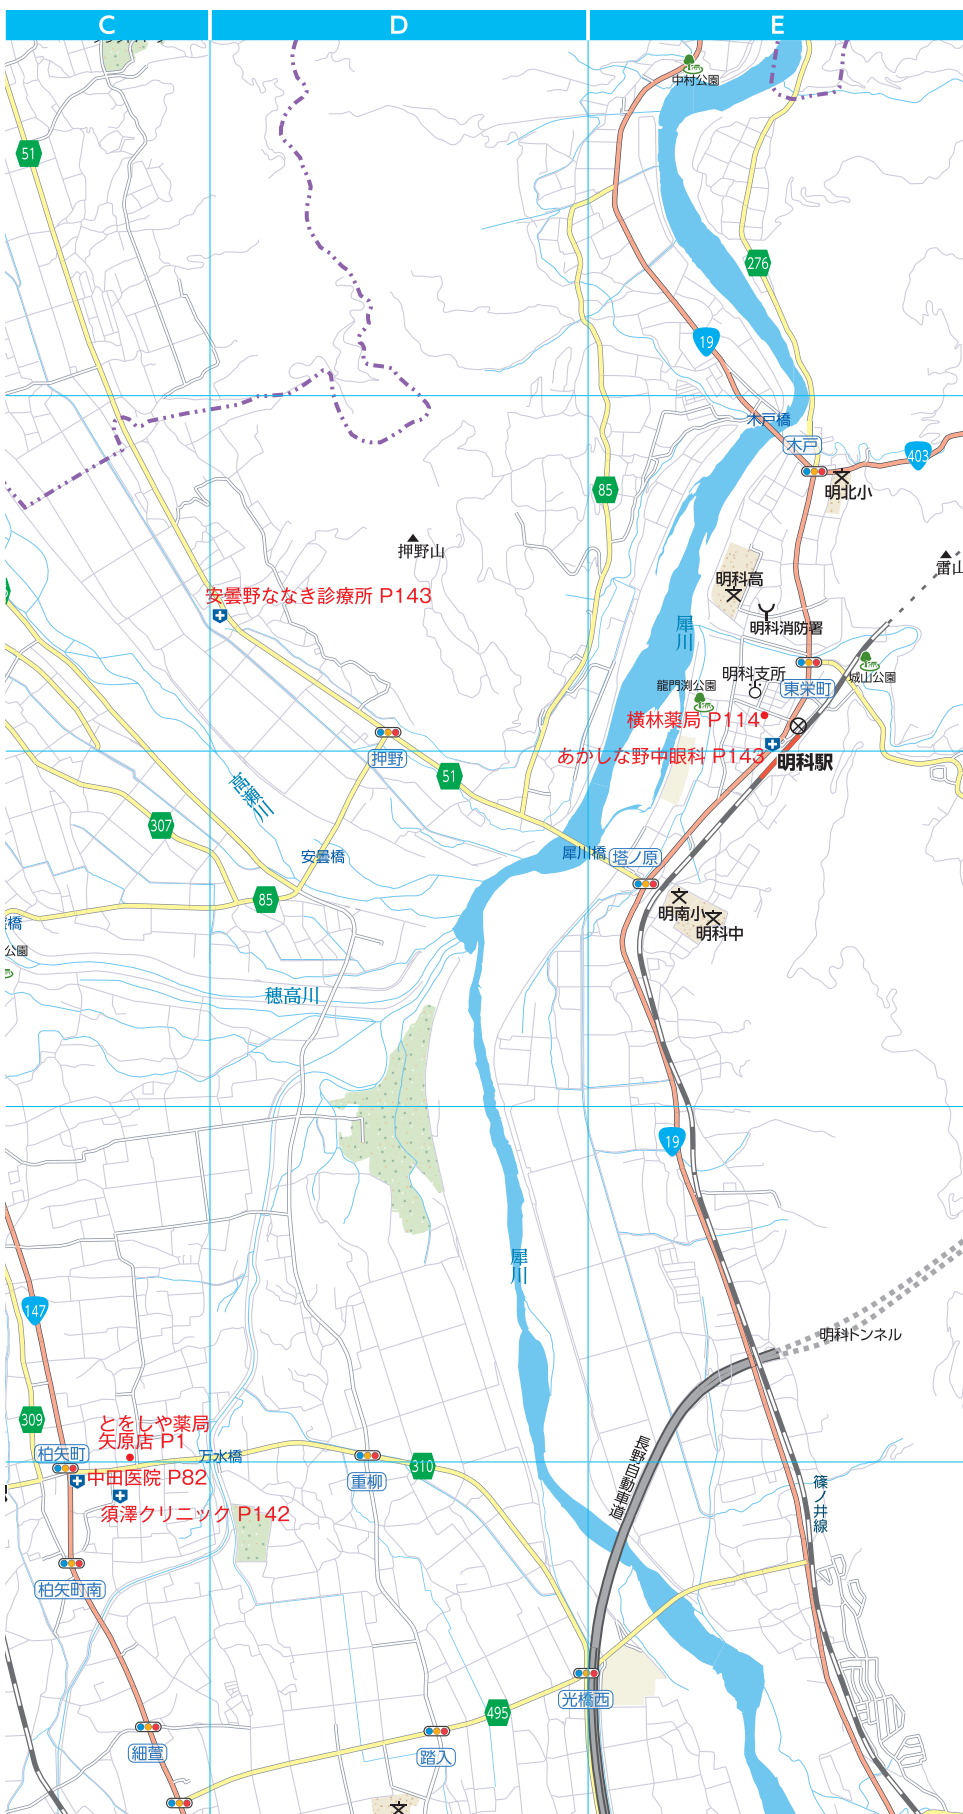 C
D
E
中村公園
51
276
19
木戸橋
木戸
403
85
明北小
押野山
雷山
明科高
安曇野ななき診療所 P143
犀川
明科消防署
明科支所
城山公園
龍門渕公園
東栄町
横林薬局 P114
押野
あかしな野中眼科 P143
明科駅
51
高瀬川
307
安曇橋
犀川橋
塔ノ原
85
明南小
明科中
橋
公園
穂高川
19
犀川
147
明科トンネル
309
とをしや薬局
矢原店 P1
柏矢町
万水橋
長野自動車道
310
中田医院 P82
重柳
篠ノ井線
須澤クリニック P142
柏矢町南
光橋西
495
細萱
踏入